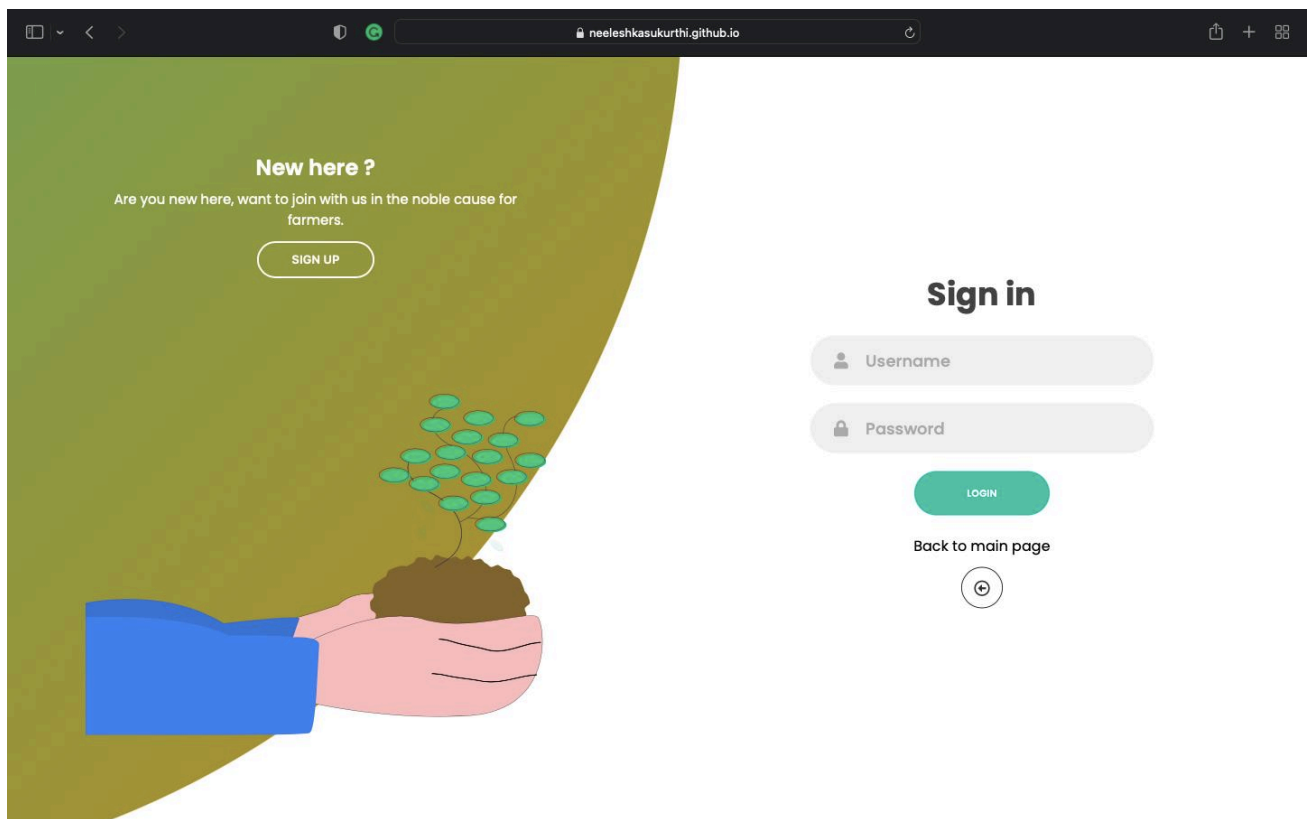 neeleshkasukurthi.github.io
New here ?
Are you new here, want to join with us in the noble cause for
farmers.
SIGN UP
Sign in
Username
Password
LOGIN
Back to main page